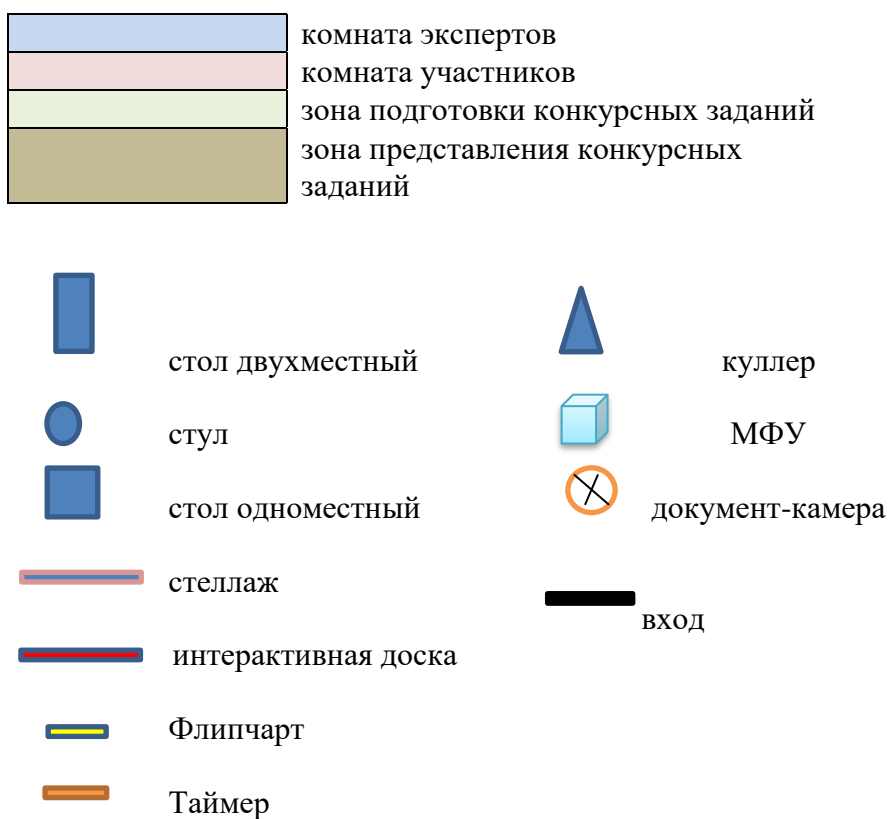 комната экспертов
комната участников
зона подготовки конкурсных заданий
зона представления конкурсных
заданий
стол двухместный
куллер
стул
МФУ
стол одноместный
документ-камера
стеллаж
вход
интерактивная доска
Флипчарт
Таймер